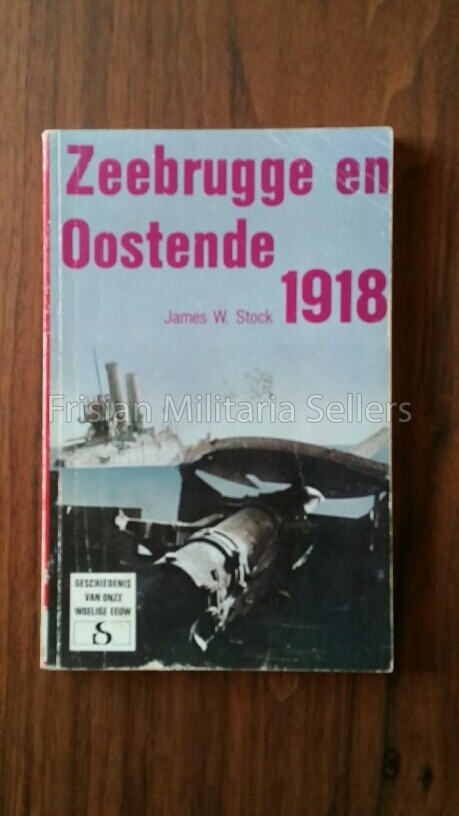 Zeebrugge en
Oostende
1918
James W. Stock
Frisian Militaria Sellers
GESCHIEDENIS
VAN ONZE
WOELIGE EEUW
S